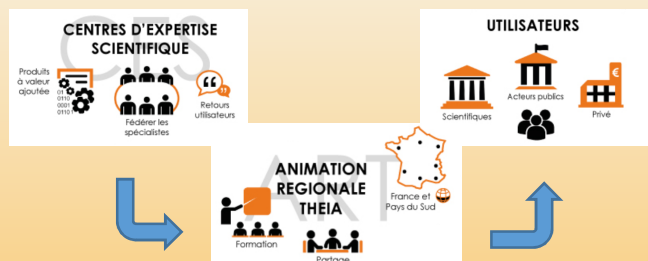 CES
CENTRES D'EXPERTISE
SCIENTIFIQUE
Produits
à valeur
ajoutée
01
0110
0001
01101
Fédérer les
spécialistes
Retours
utilisateurs
ART
ANIMATION
REGIONALE
THEIA
Formation
Partage
France et
Pays du Sud
UTILISATEURS
Scientifiques
Acteurs publics
€
Privé